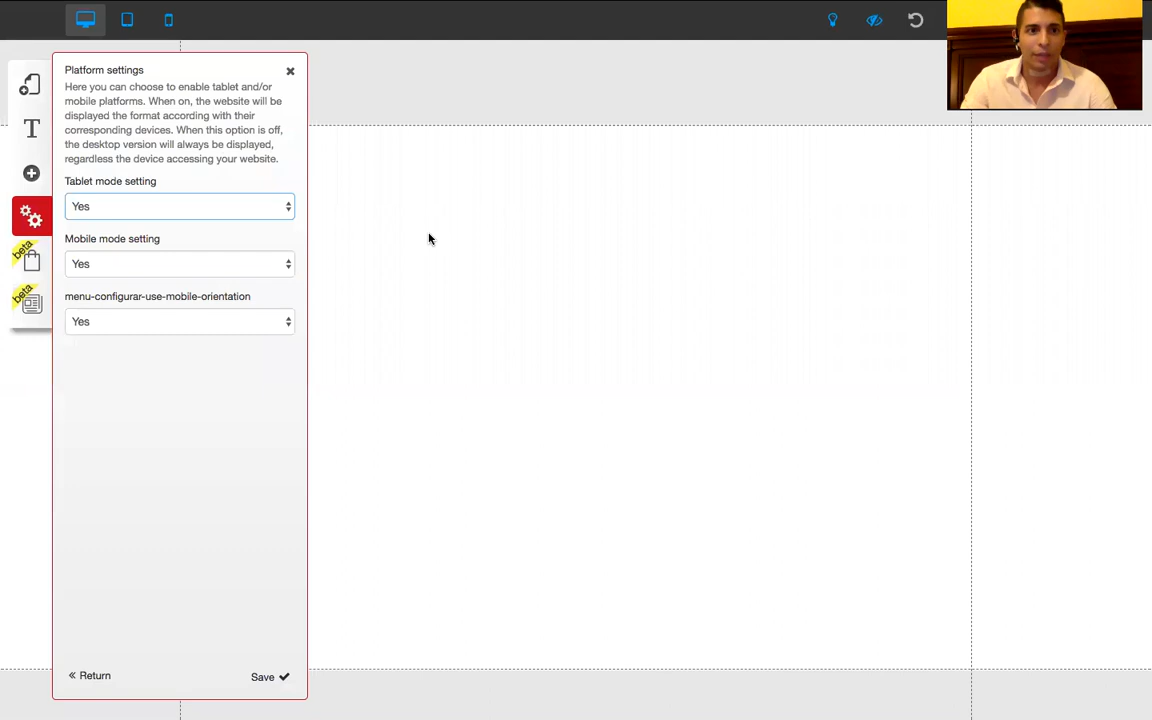 Platform settings
Here you can choose to enable tablet and/or
mobile platforms. When on, the website will be
displayed the format according with their
corresponding devices. When this option is off,
the desktop version will always be displayed,
regardless the device accessing your website.
Tablet mode setting
Yes
Mobile mode setting
Yes
menu-configurar-use-mobile-orientation
Yes
Return
Save
T
beta
beta